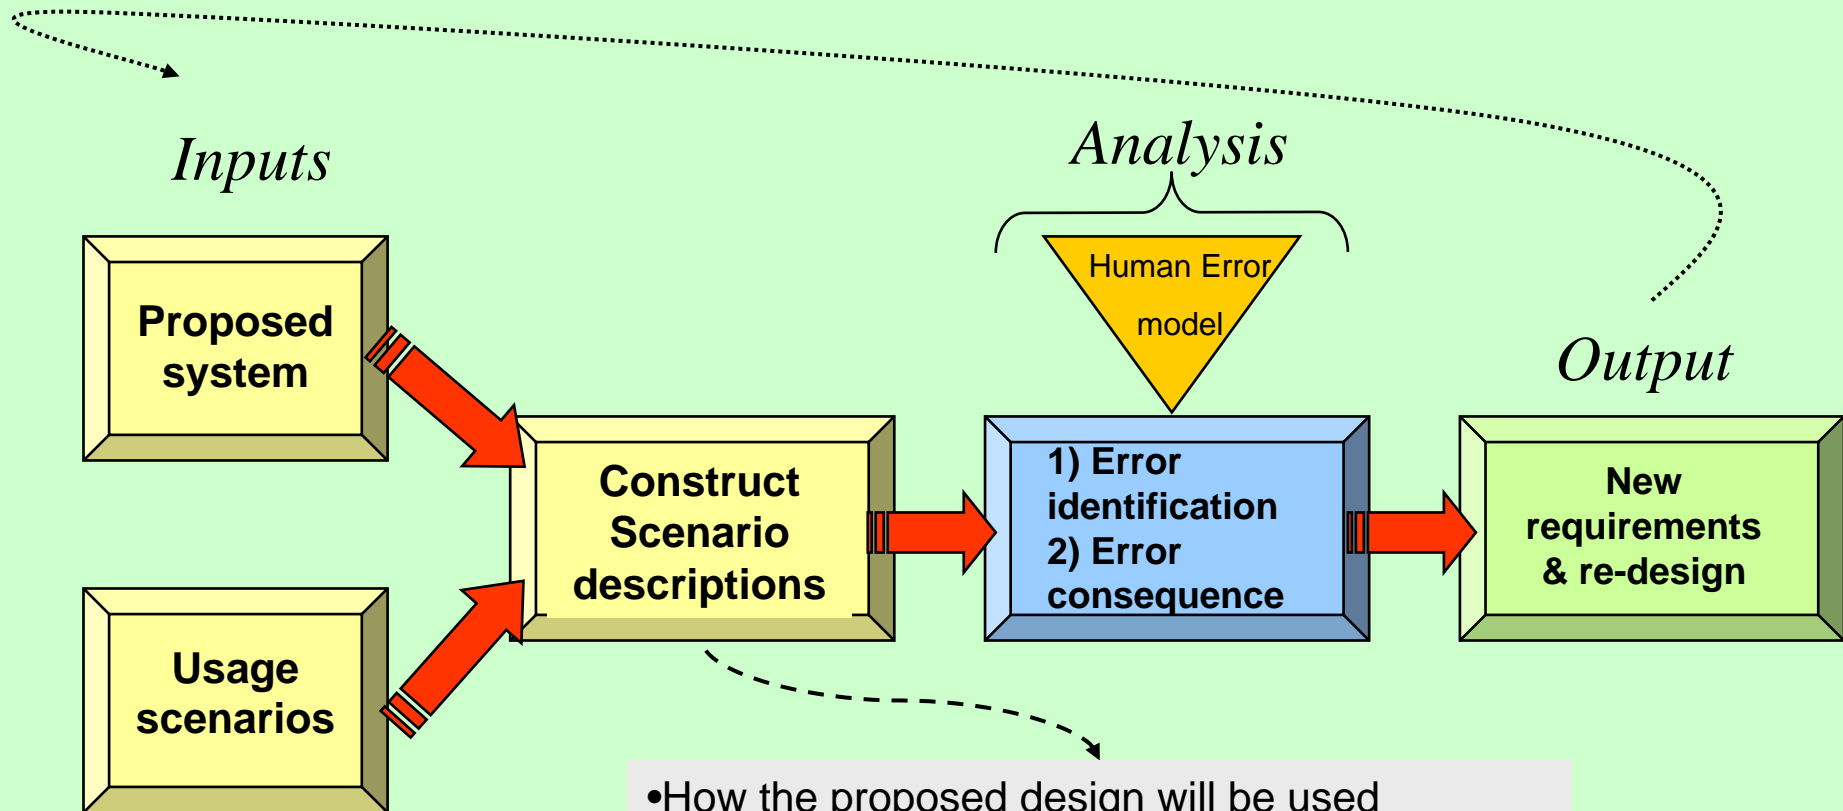 Inputs
Analysis
Human Error
model
Proposed
system
Output
Construct
Scenario
descriptions
1) Error
identification
2) Error
consequence
New
requirements
& re-design
Usage
scenarios
•How the proposed design will be used